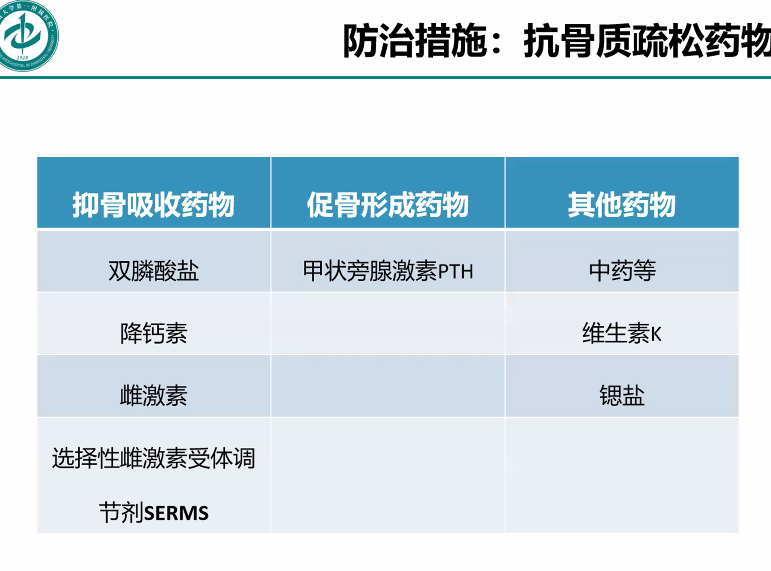 防治措施：抗骨质疏松药物
抑骨吸收药物 促骨形成药物 其他药物
双膦酸盐 甲状旁腺激素PTH 中药等
降钙素 维生素K
雌激素 锶盐
选择性雌激素受体调
节剂SERMS
1928